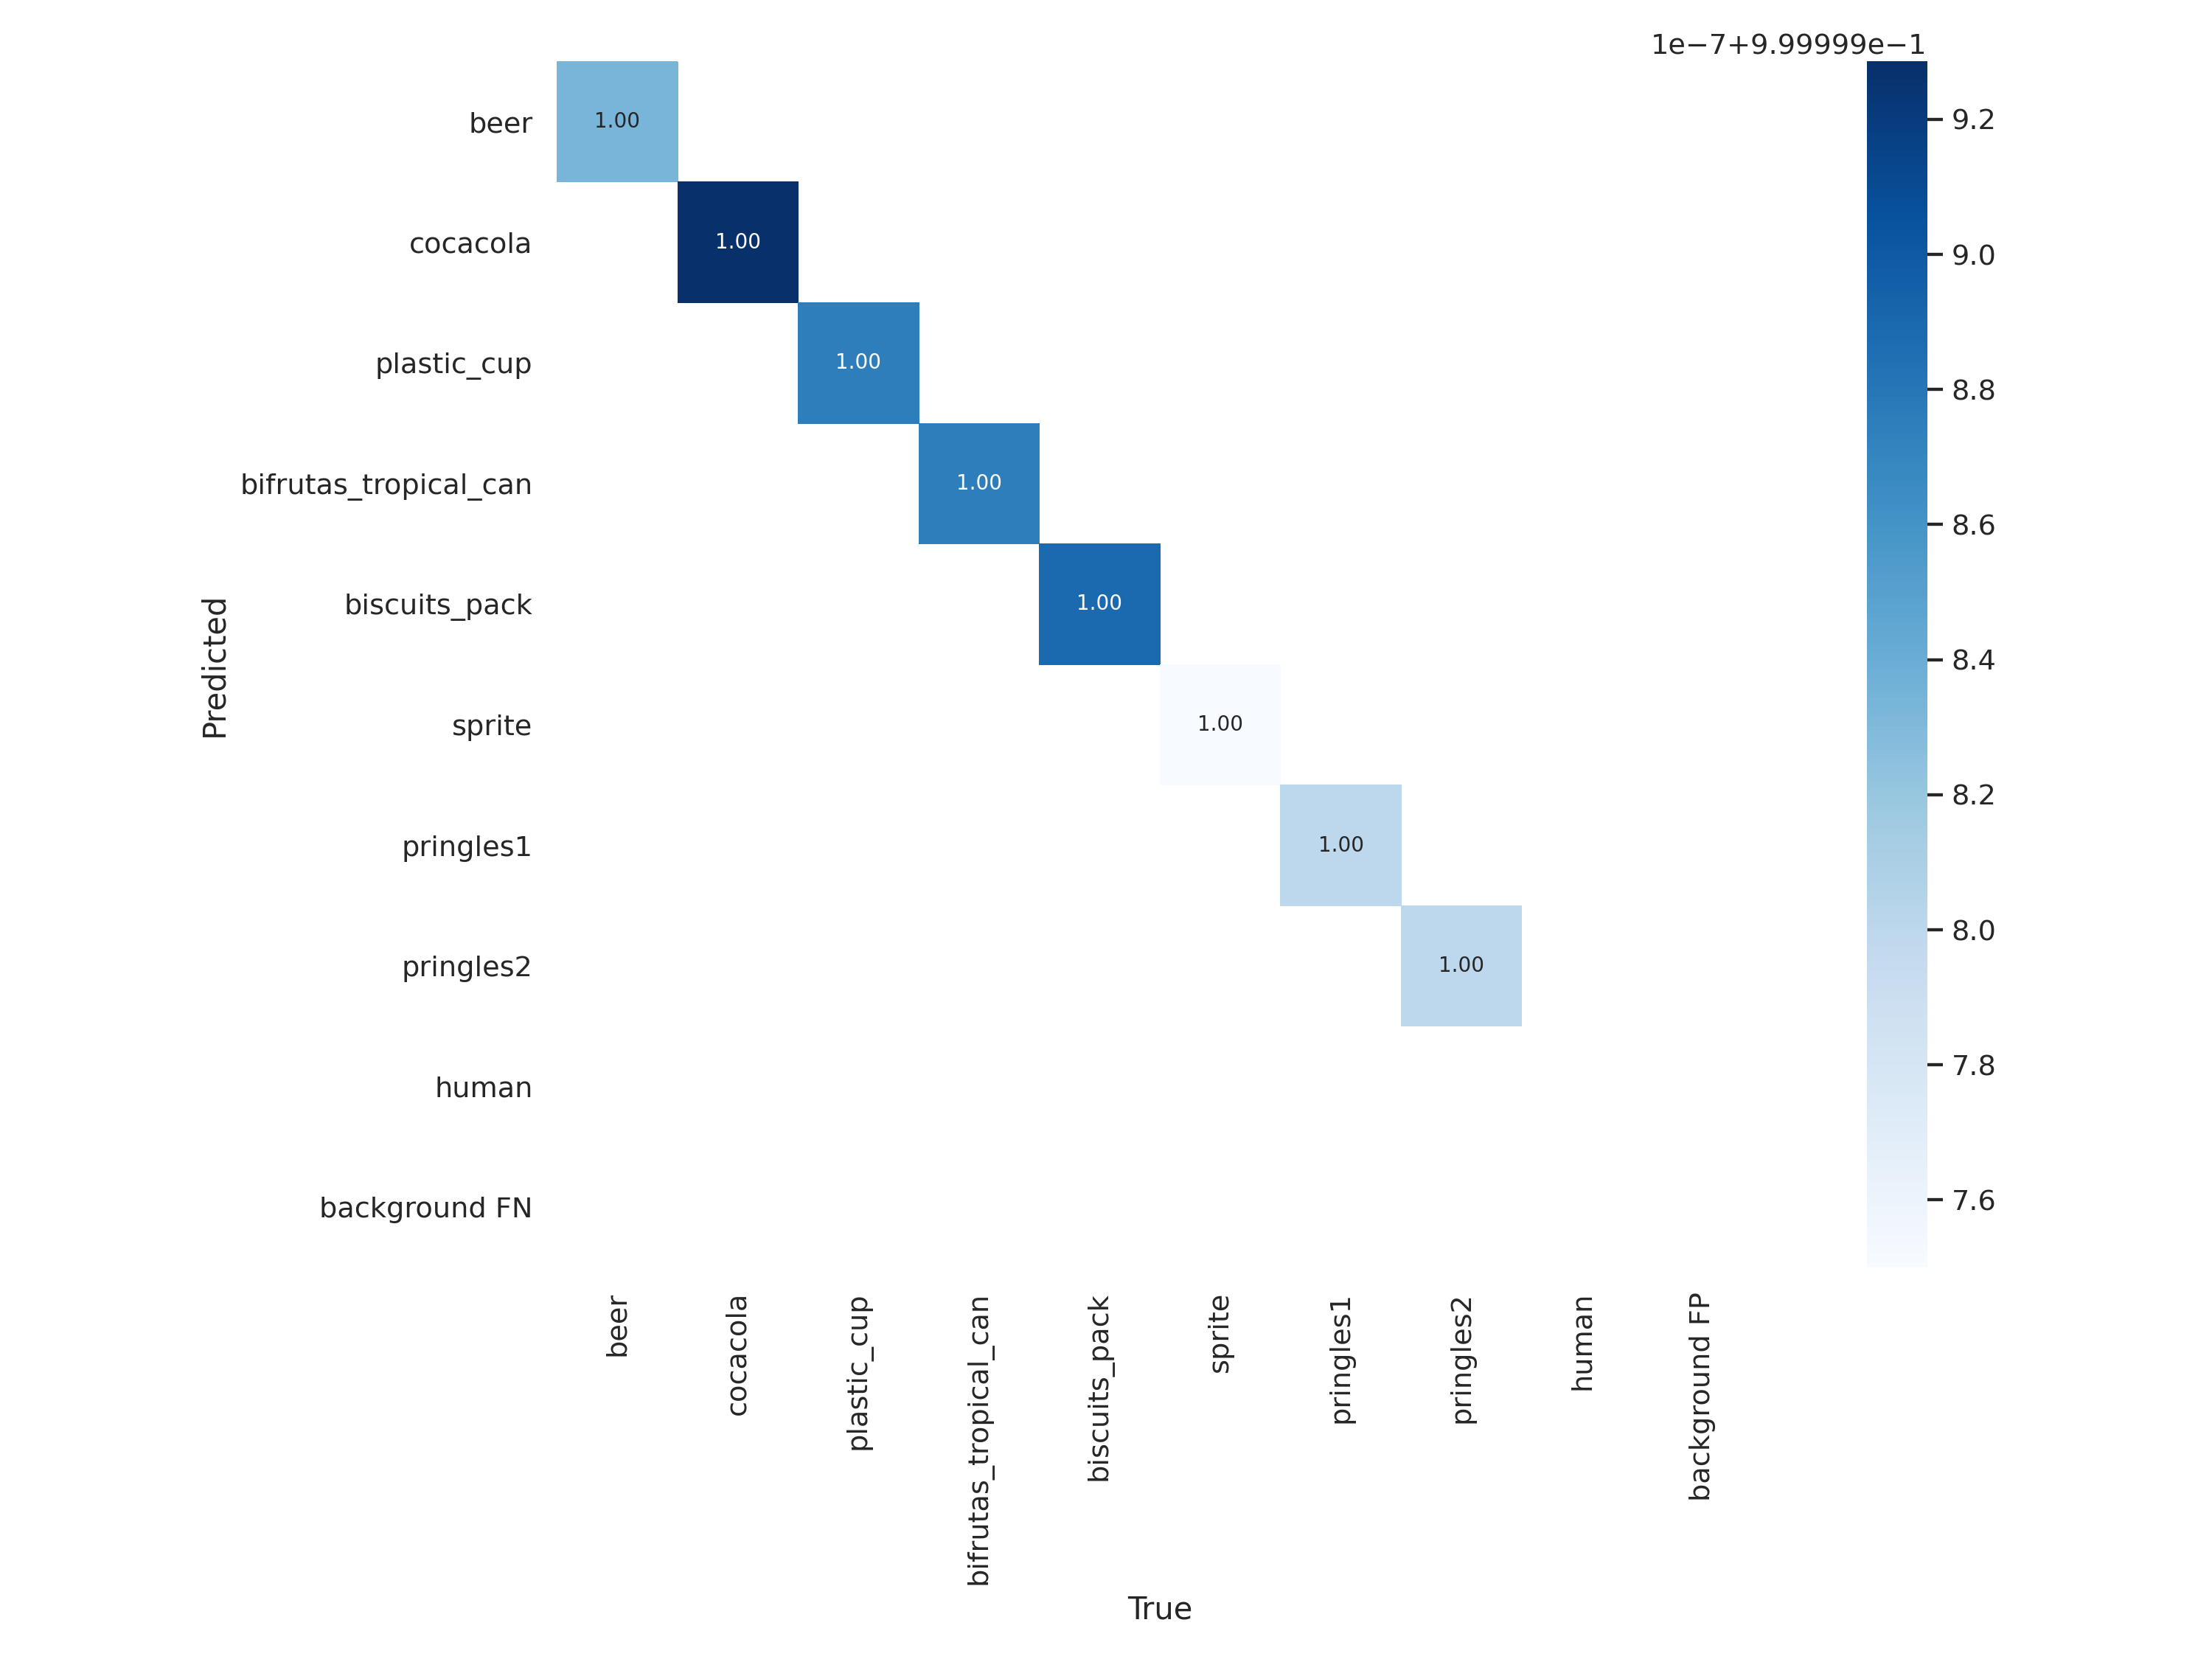 1e−7+9.99999e−1
beer
1.00
9.2
cocacola
1.00
9.0
plastic_cup
1.00
8.8
bifrutas_tropical_can
1.00
8.6
biscuits_pack
1.00
8.4
Predicted
sprite
1.00
8.2
pringles1
1.00
8.0
pringles2
1.00
7.8
human
7.6
background FN
beer
cocacola
plastic_cup
bifrutas_tropical_can
biscuits_pack
sprite
pringles1
pringles2
human
background FP
True